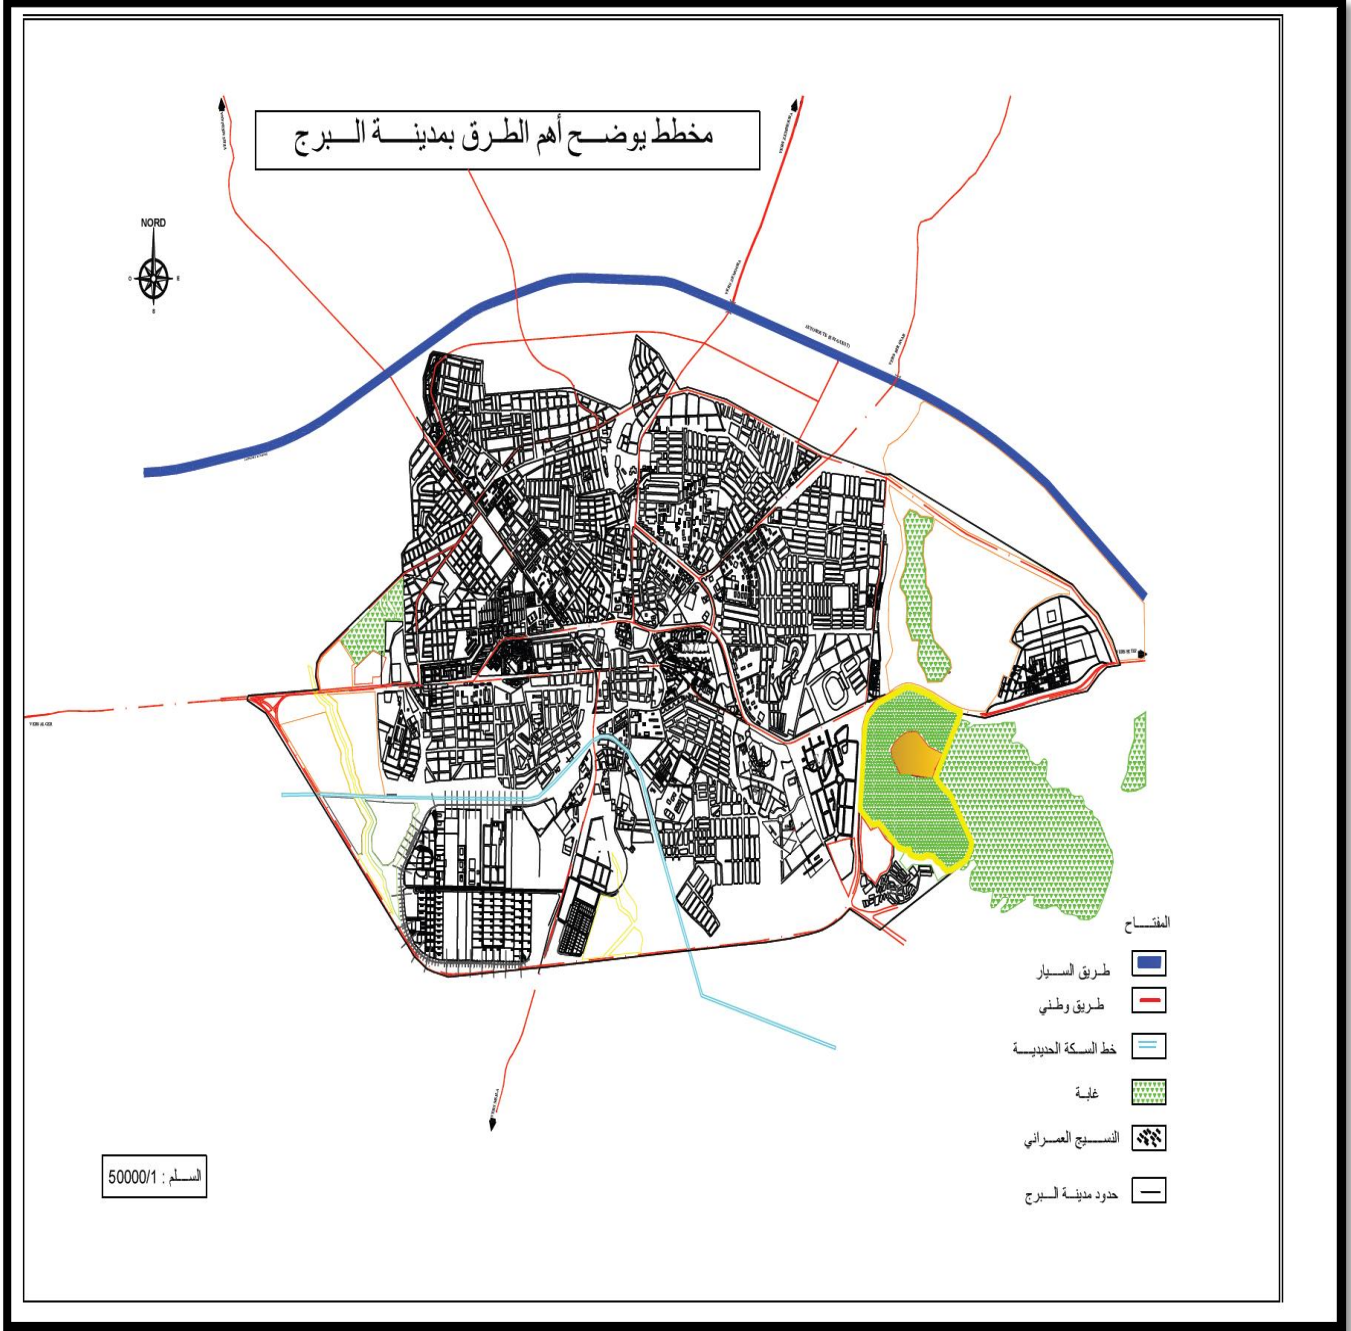 مخطط يوضح أهم الطرق بمدينة البرج
NORD
O
E
S
المفتاح
طريق السيار
طريق وطني
خط السكة الحديدية
غابة
النسيج العمراني
حدود مدينة البرج
السلم : 50000/1